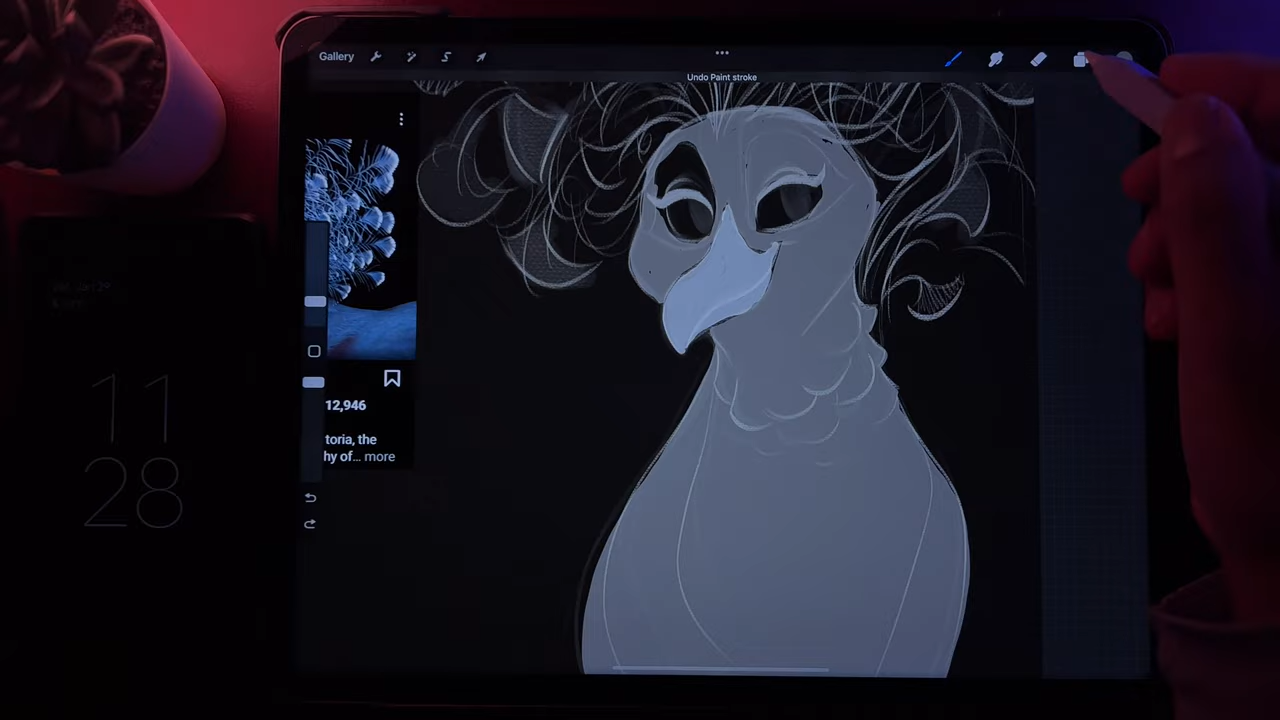 Gallery
Undo Paint stroke
12,946
toria, the
hy of... more
11
28